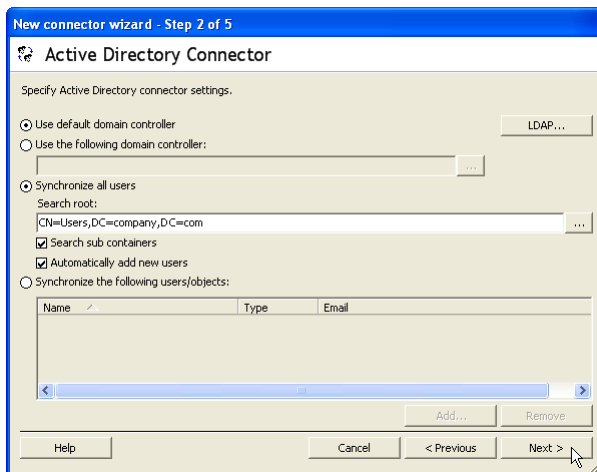 New connector wizard - Step 2 of 5
Active Directory Connector
Specify Active Directory connector settings.
Use default domain controller
LDAP...
Use the following domain controller:
...
Synchronize all users
Search root:
CN=Users,DC=company,DC=com
...
Search sub containers
Automatically add new users
Synchronize the following users/objects:
Name Type Email
Add... Remove
Help Cancel < Previous Next >